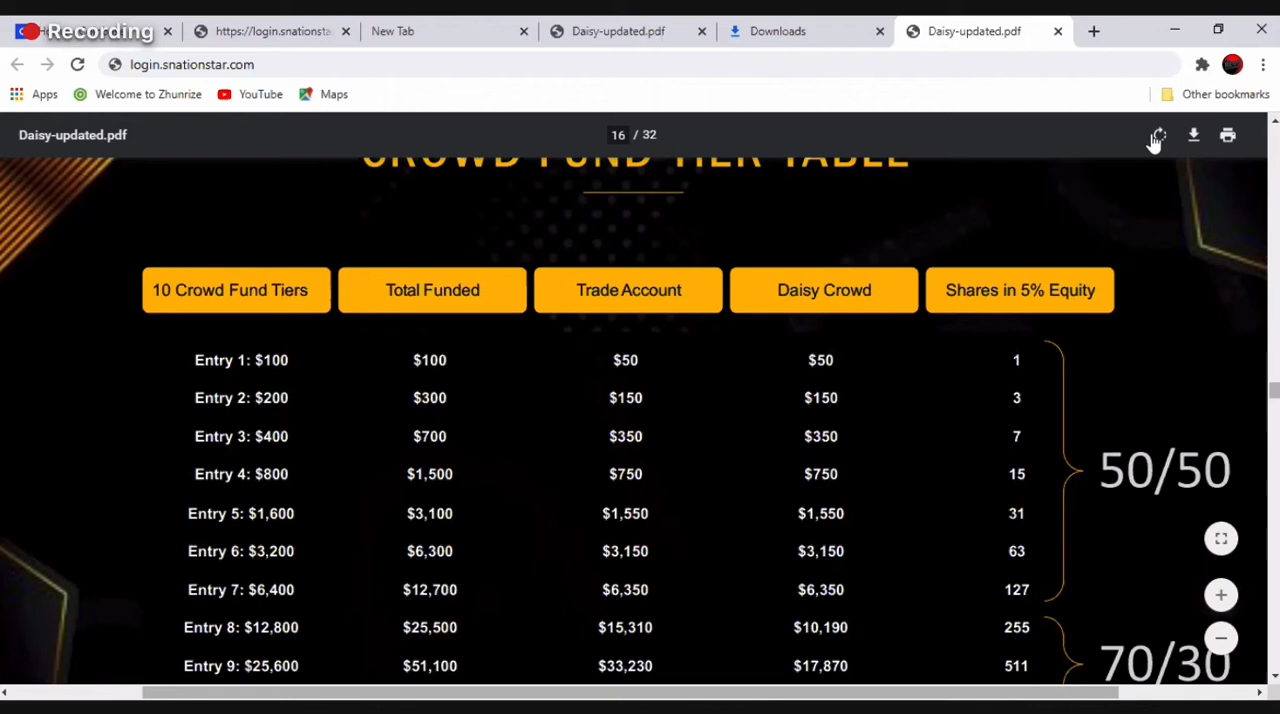 Recording
https://login.snationsta
New Tab
Daisy-updated.pdf
Downloads
Daisy-updated.pdf
login.snationstar.com
Apps
Welcome to Zhunrize
YouTube
Maps
Other bookmarks
Daisy-updated.pdf
16 / 32
CROWD FUND TIER TABLE
10 Crowd Fund Tiers Total Funded Trade Account Daisy Crowd Shares in 5% Equity
Entry 1: $100 $100 $50 $50 1
Entry 2: $200 $300 $150 $150 3
Entry 3: $400 $700 $350 $350 7
Entry 4: $800 $1,500 $750 $750 15
50/50
Entry 5: $1,600 $3,100 $1,550 $1,550 31
Entry 6: $3,200 $6,300 $3,150 $3,150 63
Entry 7: $6,400 $12,700 $6,350 $6,350 127
Entry 8: $12,800 $25,500 $15,310 $10,190 255
Entry 9: $25,600 $51,100 $33,230 $17,870 511
70/30